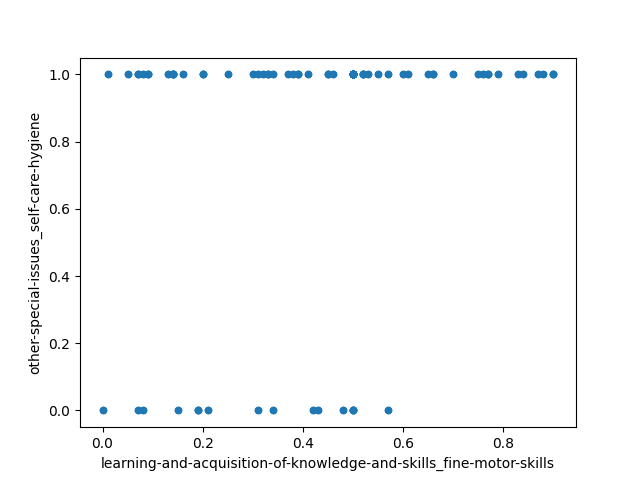 1.0
0.8
0.6
0.4
0.2
0.0
other-special-issues_self-care-hygiene
0.0 0.2 0.4 0.6 0.8
learning-and-acquisition-of-knowledge-and-skills_fine-motor-skills